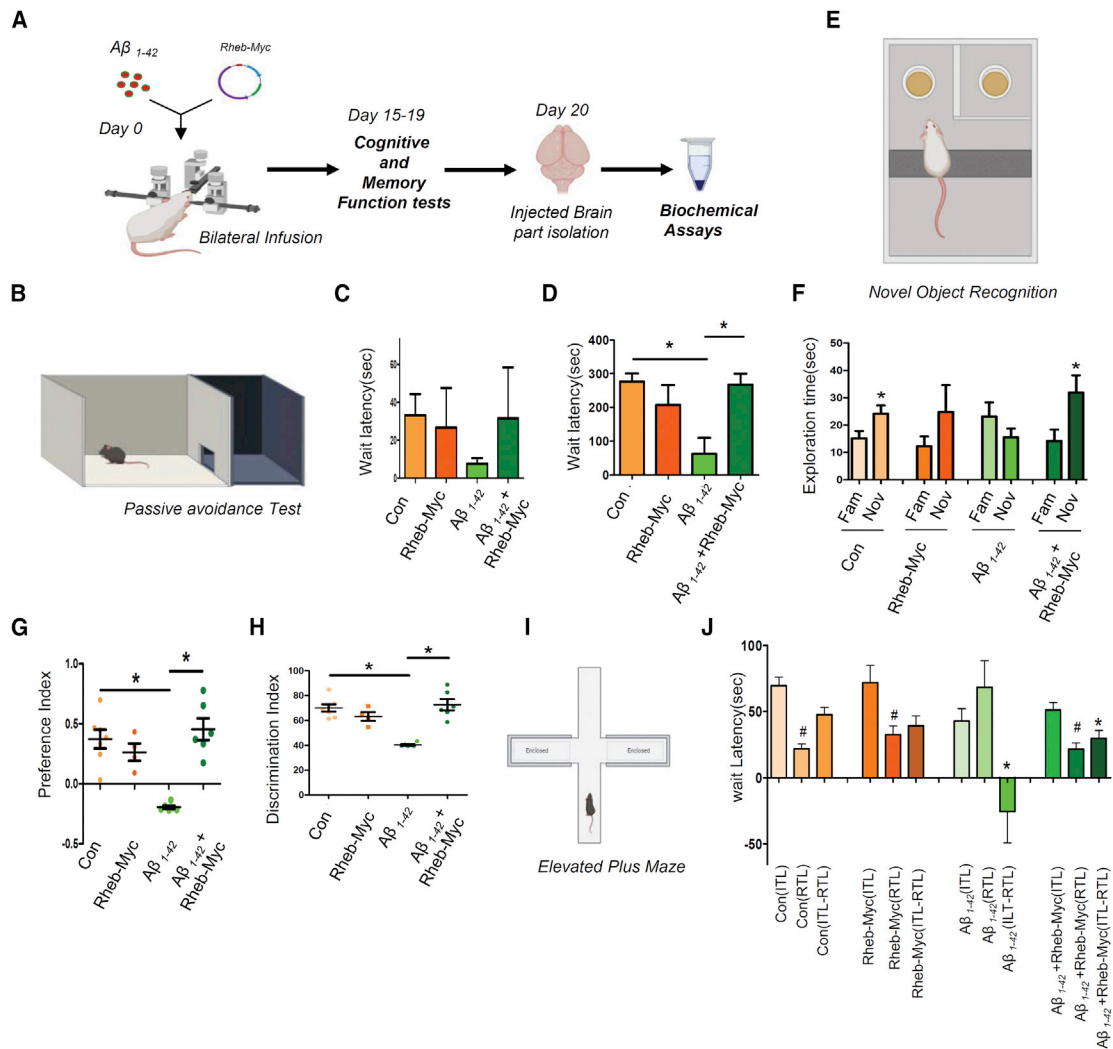 A
Aβ 1-42
Rheb-Myc
Day 0
Bilateral Infusion
Day 15-19
Cognitive
and
Memory
Function tests
Day 20
Injected Brain
part isolation
Biochemical
Assays
E
Novel Object Recognition
B
Passive avoidance Test
C
Wait latency(sec)
60
40
20
0
Con
Rheb-Myc
Aβ 1-42
Aβ 1-42 +
Rheb-Myc
D
Wait latency(sec)
400
300
200
100
0
*
*
Con .
Rheb-Myc
Aβ 1-42
Aβ 1-42 +Rheb-Myc
F
Exploration time(sec)
40
30
20
10
0
*
*
Fam
Nov
Fam
Nov
Fam
Nov
Fam
Nov
Con
Rheb-Myc
Aβ 1-42
Aβ 1-42 +
Rheb-Myc
G
Preference Index
1.0
0.5
0.0
-0.5
*
*
Con
Rheb-Myc
Aβ 1-42
Aβ 1-42 +
Rheb-Myc
H
Discrimination Index
100
80
60
40
20
0
*
*
Con
Rheb-Myc
Aβ 1-42
Aβ 1-42 +
Rheb-Myc
I
Enclosed
Enclosed
Elevated Plus Maze
J
wait Latency(sec)
100
50
0
-50
#
#
*
#
*
Con(ITL)
Con(RTL)
Con(ITL-RTL)
Rheb-Myc(ITL)
Rheb-Myc(RTL)
Rheb-Myc(ITL-RTL)
Aβ 1-42(ITL)
Aβ 1-42(RTL)
Aβ 1-42(ILT-RTL)
Aβ 1-42 +Rheb-Myc(ITL)
Aβ 1-42 +Rheb-Myc(RTL)
Aβ 1-42 +Rheb-Myc(ITL-RTL)